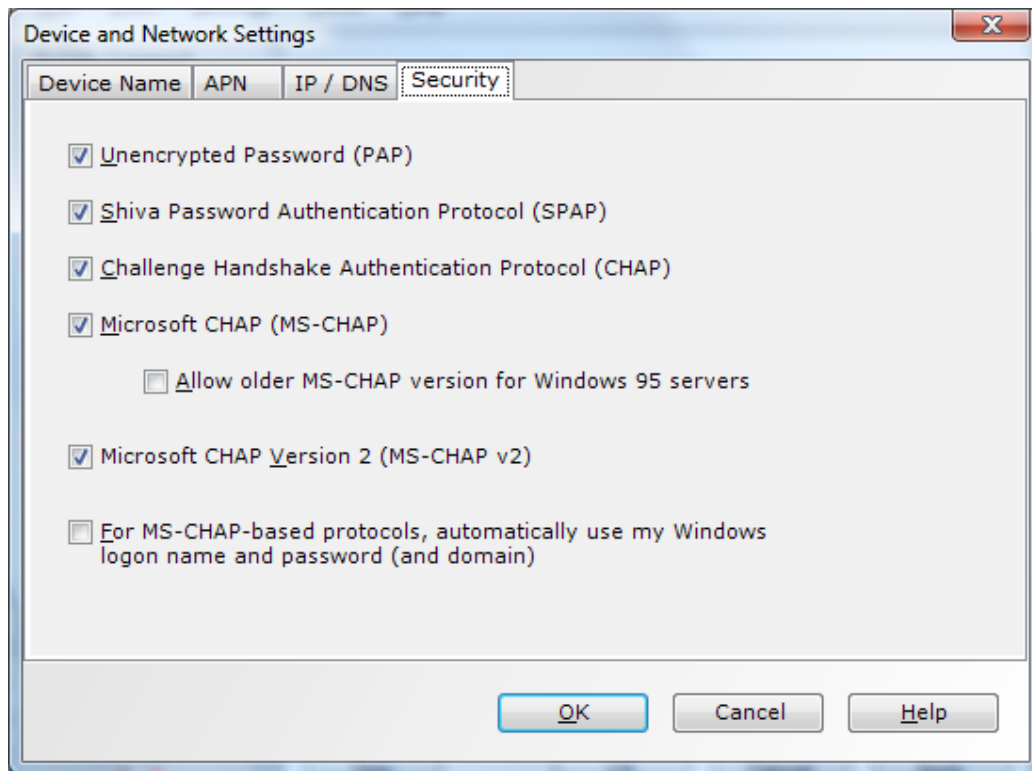 Device and Network Settings
Device Name APN IP / DNS Security
Unencrypted Password (PAP)
Shiva Password Authentication Protocol (SPAP)
Challenge Handshake Authentication Protocol (CHAP)
Microsoft CHAP (MS-CHAP)
Allow older MS-CHAP version for Windows 95 servers
Microsoft CHAP Version 2 (MS-CHAP v2)
For MS-CHAP-based protocols, automatically use my Windows
logon name and password (and domain)
OK Cancel Help